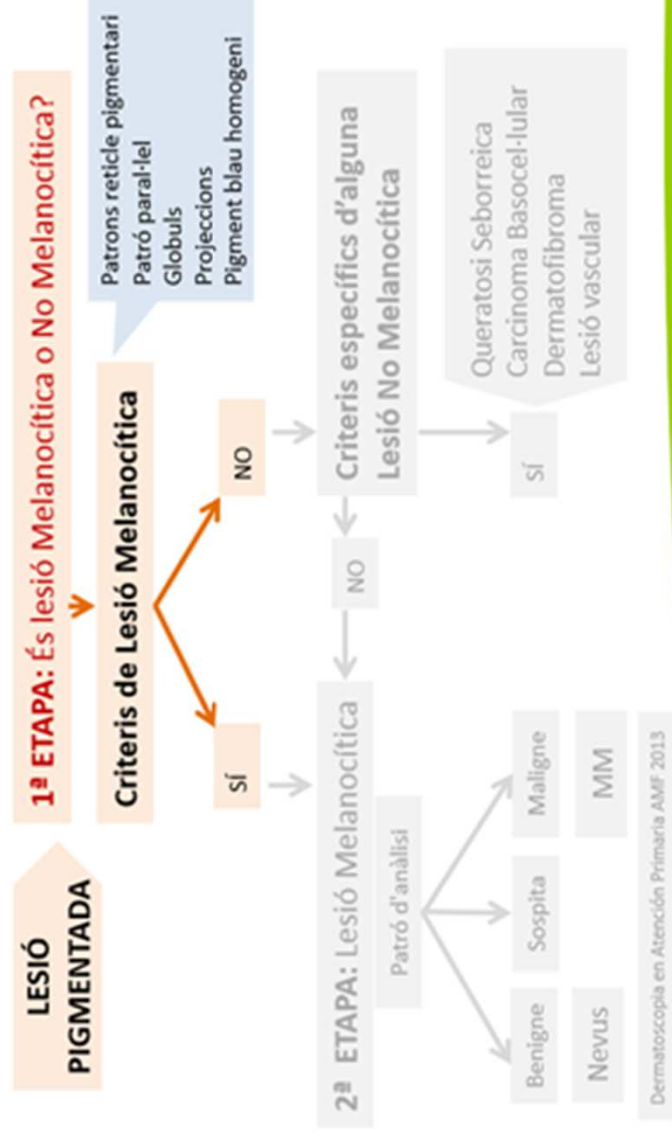 LESIÓ
PIGMENTADA
1ª ETAPA: És lesió Melanocítica o No Melanocítica?
Criteris de Lesió Melanocítica
Patrons reticle pigmentari
Patró paral·lel
Globuls
Projeccions
Pigment blau homogeni
SÍ
NO
2ª ETAPA: Lesió Melanocítica
NO
Criteris específics d'alguna
Lesió No Melanocítica
Patró d'anàlisi
Benigne
Sospita
Maligne
SÍ
Queratosi Seborreica
Carcinoma Basocel·lular
Dermatofibroma
Lesió vascular
Nevus
MM
Dermatoscopia en Atención Primaria AMF 2013